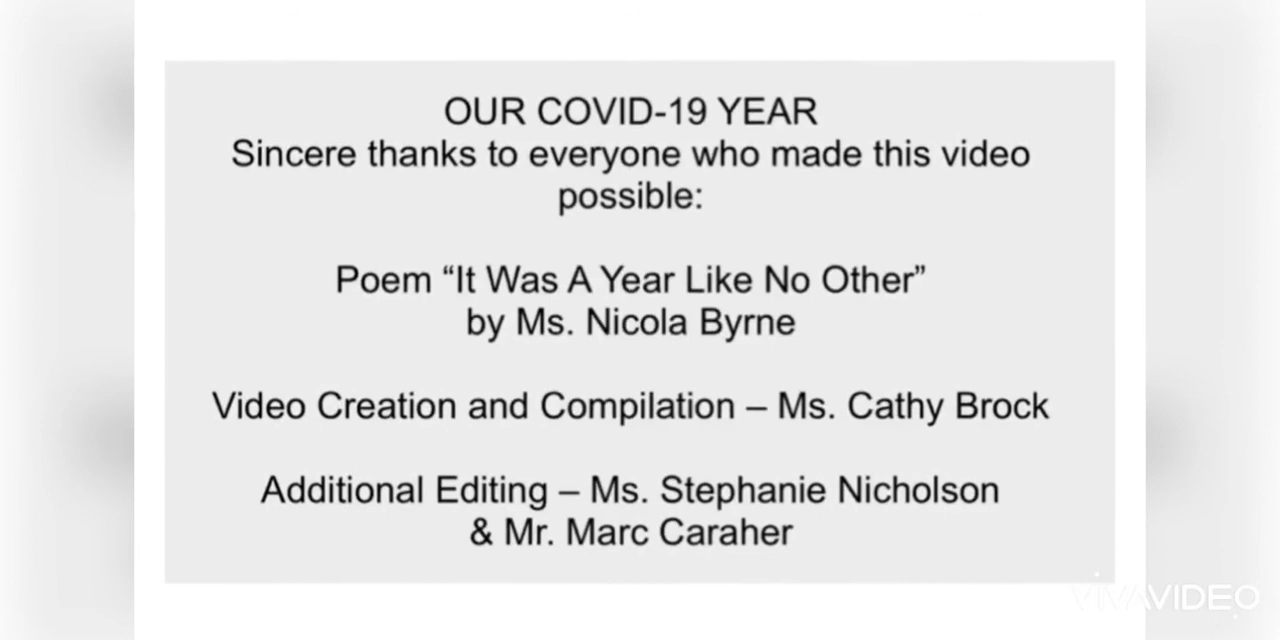 OUR COVID-19 YEAR
Sincere thanks to everyone who made this video
possible:
Poem “It Was A Year Like No Other”
by Ms. Nicola Byrne
Video Creation and Compilation – Ms. Cathy Brock
Additional Editing – Ms. Stephanie Nicholson
& Mr. Marc Caraher
VIVAVIDEO